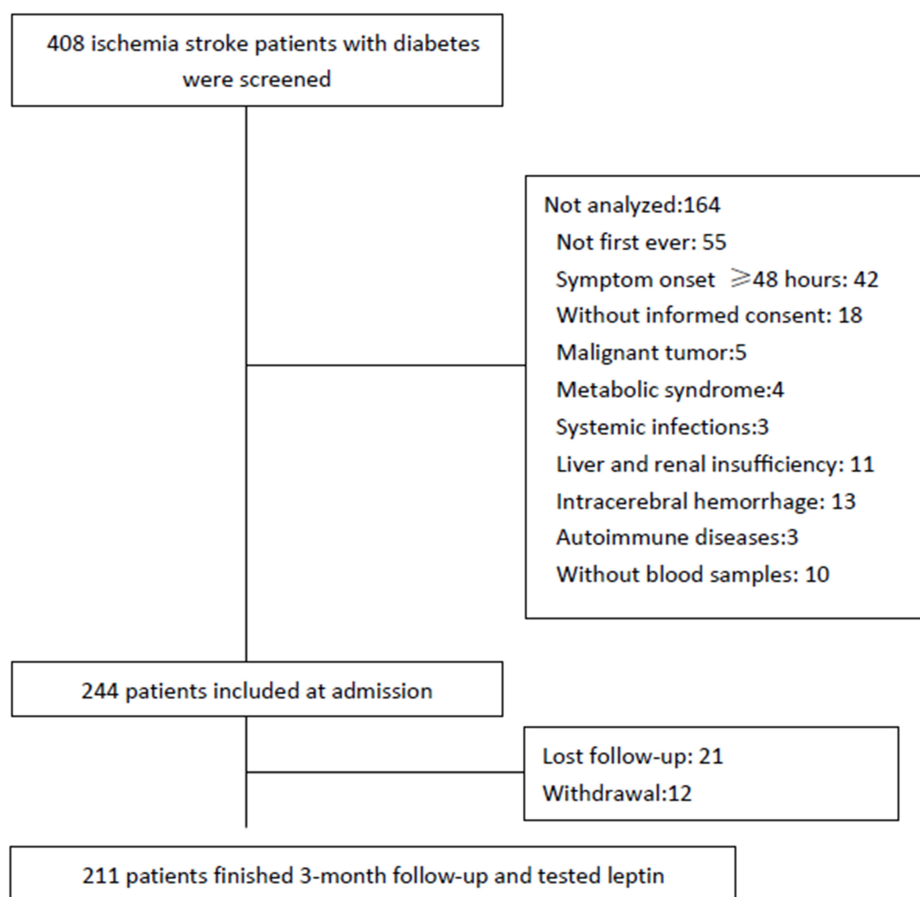 408 ischemia stroke patients with diabetes
were screened
Not analyzed:164
Not first ever: 55
Symptom onset ≥48 hours: 42
Without informed consent: 18
Malignant tumor:5
Metabolic syndrome:4
Systemic infections:3
Liver and renal insufficiency: 11
Intracerebral hemorrhage: 13
Autoimmune diseases:3
Without blood samples: 10
244 patients included at admission
Lost follow-up: 21
Withdrawal:12
211 patients finished 3-month follow-up and tested leptin